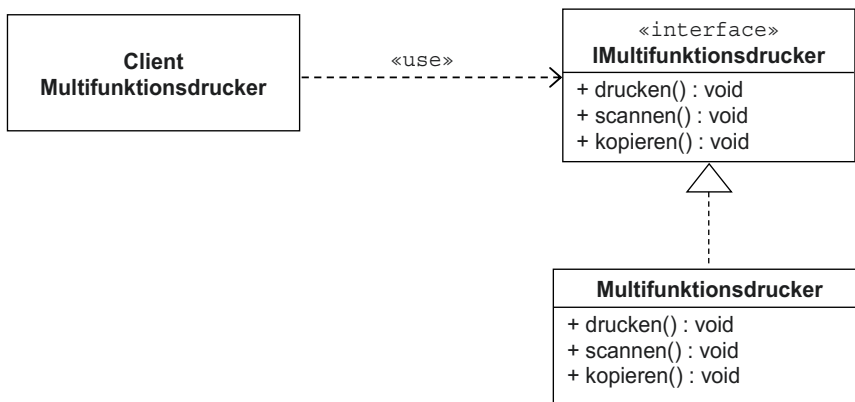 Client
Multifunktionsdrucker
«use»
«interface»
IMultifunktionsdrucker
+ drucken() : void
+ scannen() : void
+ kopieren() : void
Multifunktionsdrucker
+ drucken() : void
+ scannen() : void
+ kopieren() : void